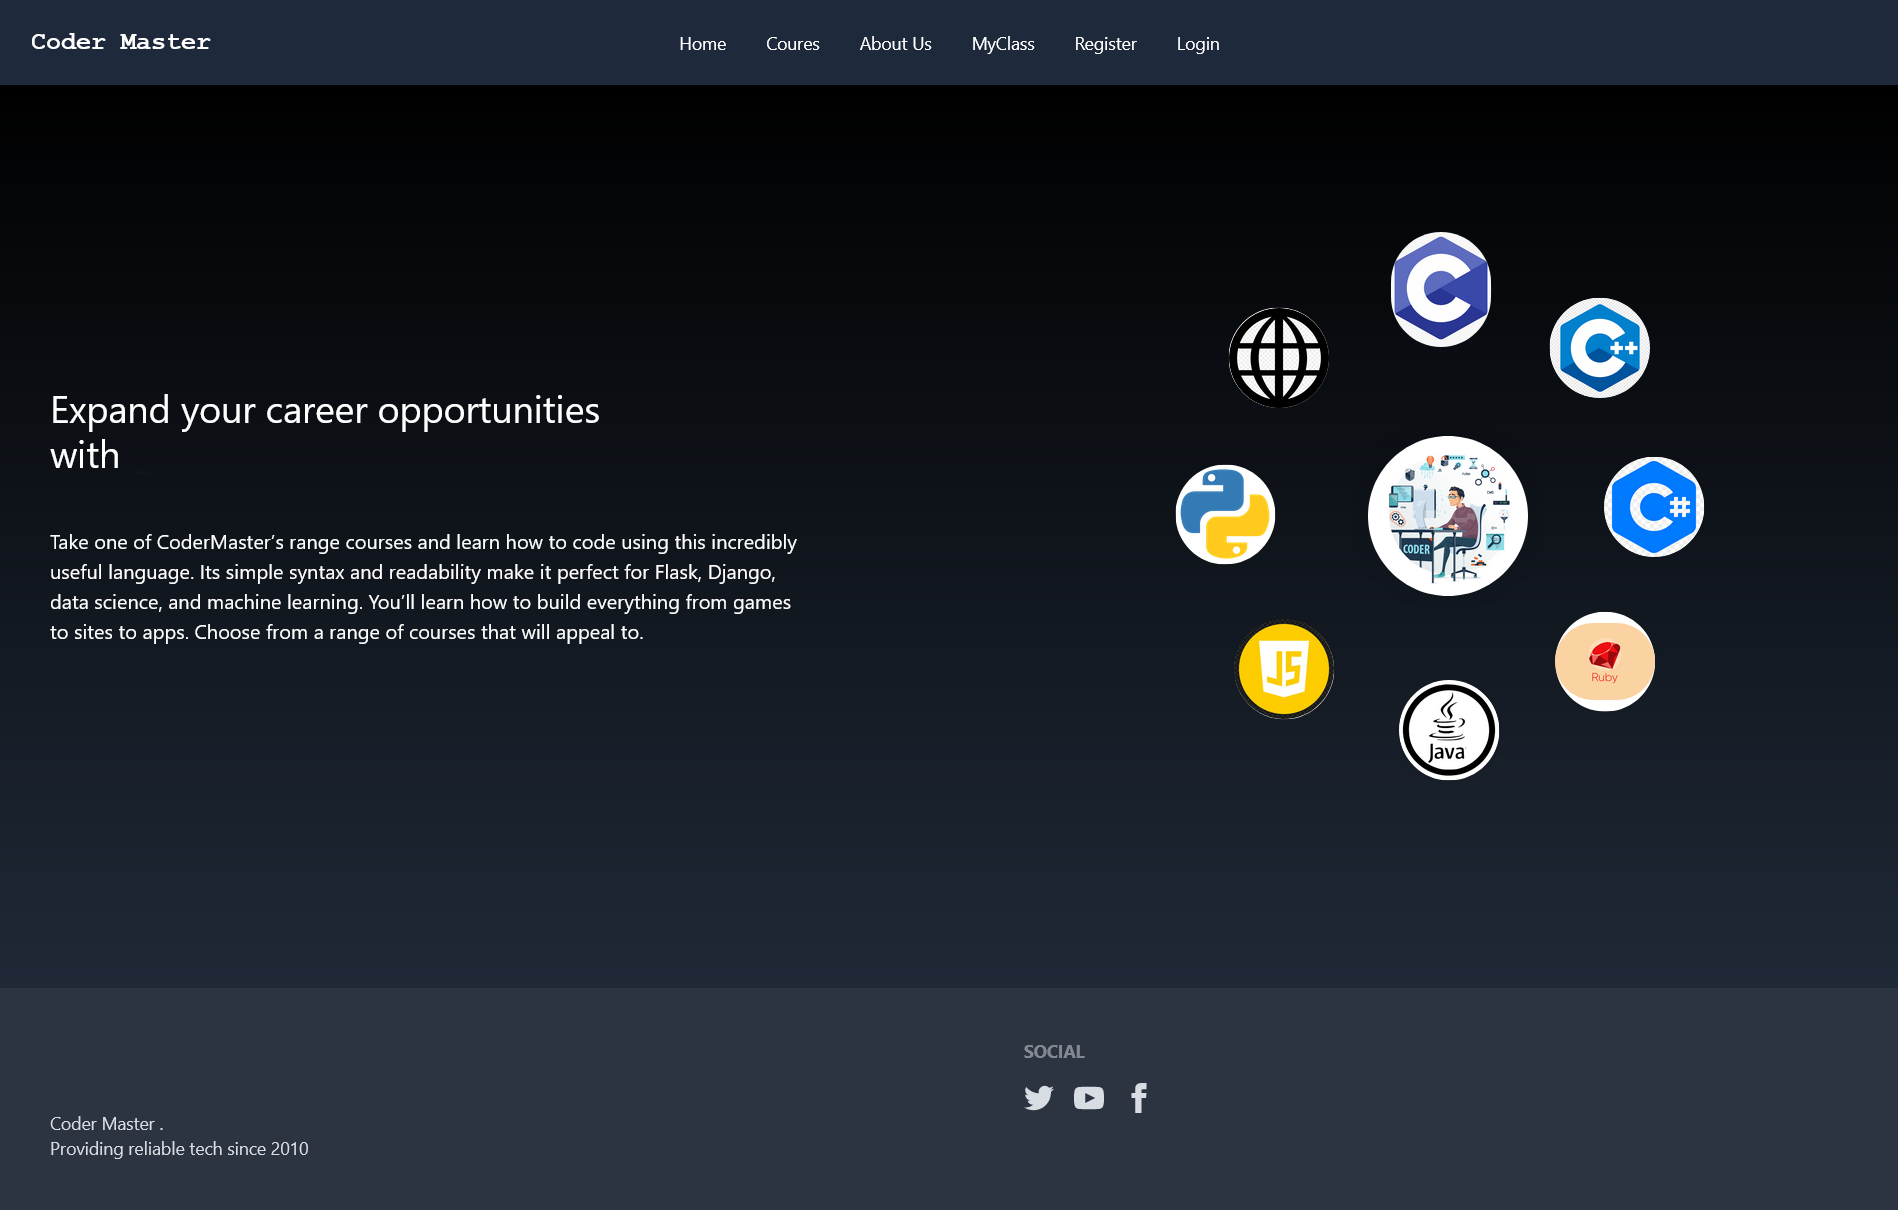 Coder Master
Home
Coures
About Us
MyClass
Register
Login
Expand your career opportunities
with
Take one of CoderMaster’s range courses and learn how to code using this incredibly
useful language. Its simple syntax and readability make it perfect for Flask, Django,
data science, and machine learning. You’ll learn how to build everything from games
to sites to apps. Choose from a range of courses that will appeal to.
C
C++
C#
CODER
JS
Ruby
Java
SOCIAL
Coder Master .
Providing reliable tech since 2010